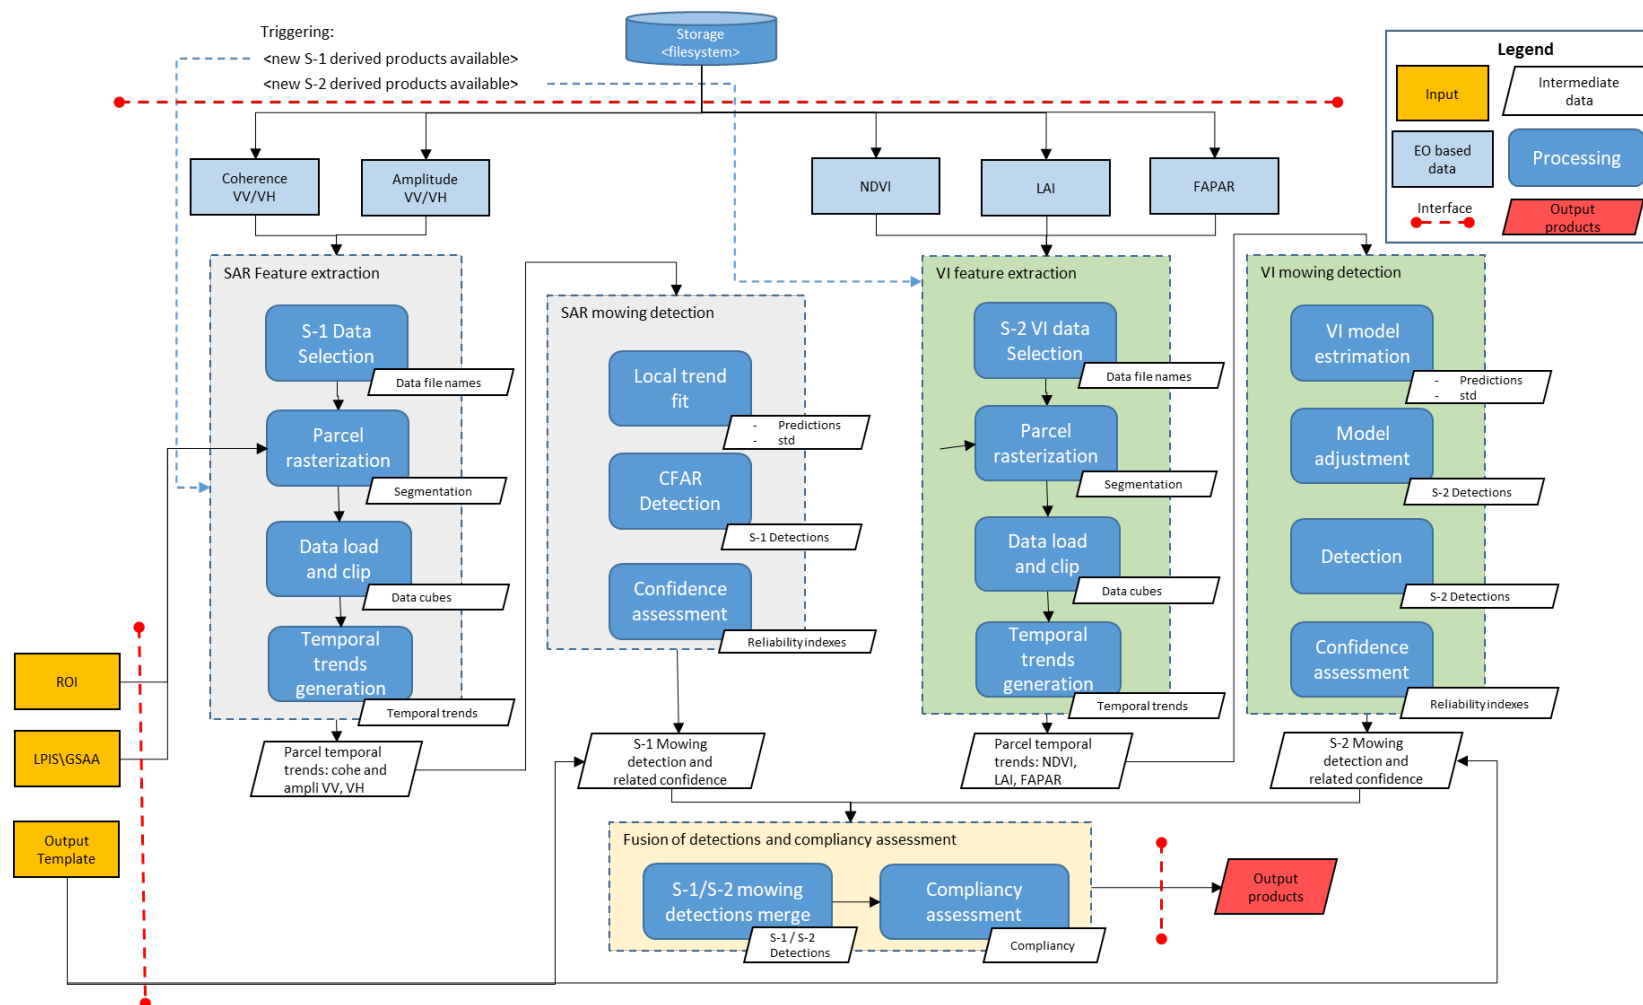 Triggering:
<new S-1 derived products available>
<new S-2 derived products available>
Storage
<filesystem>
Legend
Input
Intermediate
data
EO based
data
Processing
Interface
Output
products
Coherence
VV/VH
Amplitude
VV/VH
NDVI
LAI
FAPAR
SAR Feature extraction
S-1 Data
Selection
Data file names
Parcel
rasterization
Segmentation
Data load
and clip
Data cubes
Temporal
trends
generation
Temporal trends
SAR mowing detection
Local trend
fit
- Predictions
- std
CFAR
Detection
S-1 Detections
Confidence
assessment
Reliability indexes
VI feature extraction
S-2 VI data
Selection
Data file names
Parcel
rasterization
Segmentation
Data load
and clip
Data cubes
Temporal
trends
generation
Temporal trends
VI mowing detection
VI model
estrimation
- Predictions
- std
Model
adjustment
S-2 Detections
Detection
S-2 Detections
Confidence
assessment
Reliability indexes
ROI
LPIS\GSAA
Output
Template
Parcel temporal
trends: cohe and
ampli VV, VH
S-1 Mowing
detection and
related confidence
Parcel temporal
trends: NDVI,
LAI, FAPAR
S-2 Mowing
detection and
related confidence
Fusion of detections and compliancy assessment
S-1/S-2 mowing
detections merge
S-1 / S-2
Detections
Compliancy
assessment
Compliancy
Output
products